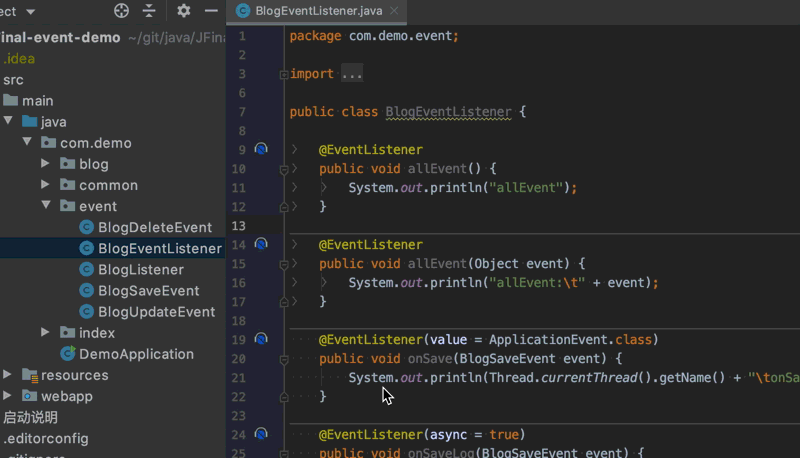 ect
inal-event-demo ~/git/java/JFina
.idea
src
main
java
com.demo
blog
common
event
BlogDeleteEvent
BlogEventListener
BlogListener
BlogSaveEvent
BlogUpdateEvent
index
DemoApplication
resources
webapp
启动说明
.editorconfig
.gitignore
BlogEventListener.java
1 package com.demo.event;
2
3 import ...
6
7 public class BlogEventListener {
8
9 @EventListener
10 public void allEvent() {
11 System.out.println("allEvent");
12 }
13
14 @EventListener
15 public void allEvent(Object event) {
16 System.out.println("allEvent:\t" + event);
17 }
18
19 @EventListener(value = ApplicationEvent.class)
20 public void onSave(BlogSaveEvent event) {
21 System.out.println(Thread.currentThread().getName() + "\tonSa
22 }
23
24 @EventListener(async = true)
25 public void onSaveLog(BlogSaveEvent event) {